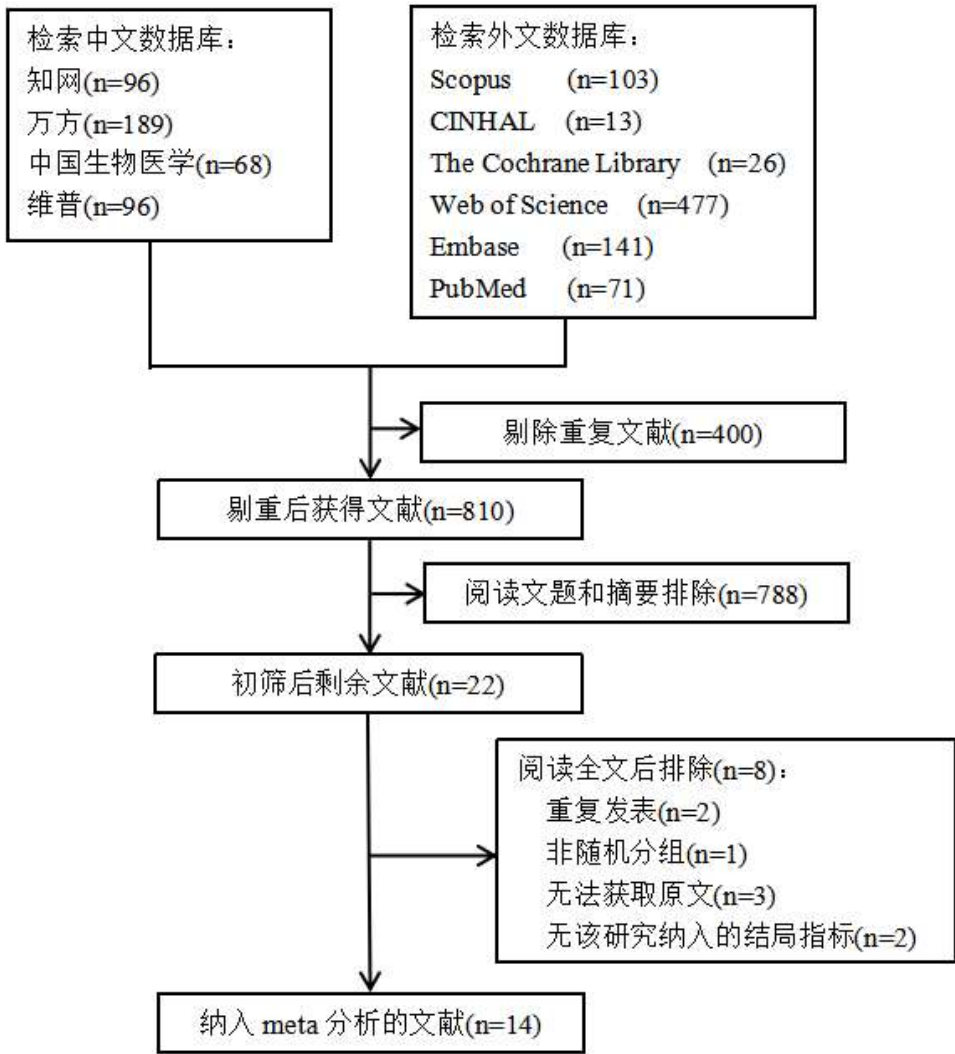 检索中文数据库：
知网(n=96)
万方(n=189)
中国生物医学(n=68)
维普(n=96)
检索外文数据库：
Scopus (n=103)
CINHAL (n=13)
The Cochrane Library (n=26)
Web of Science (n=477)
Embase (n=141)
PubMed (n=71)
剔除重复文献(n=400)
剔重后获得文献(n=810)
阅读文题和摘要排除(n=788)
初筛后剩余文献(n=22)
阅读全文后排除(n=8)：
重复发表(n=2)
非随机分组(n=1)
无法获取原文(n=3)
无该研究纳入的结局指标(n=2)
纳入 meta 分析的文献(n=14)